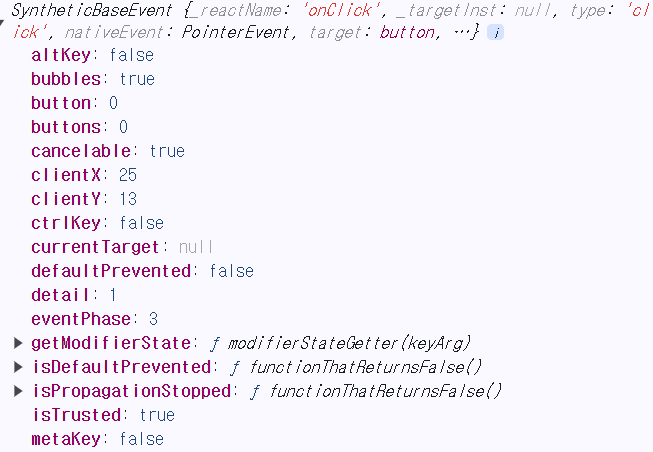 SyntheticBaseEvent {_reactName: 'onClick', _targetInst: null, type: 'cl
ick', nativeEvent: PointerEvent, target: button, …} i
altKey: false
bubbles: true
button: 0
buttons: 0
cancelable: true
clientX: 25
clientY: 13
ctrlKey: false
currentTarget: null
defaultPrevented: false
detail: 1
eventPhase: 3
getModifierState: ƒ modifierStateGetter(keyArg)
isDefaultPrevented: ƒ functionThatReturnsFalse()
isPropagationStopped: ƒ functionThatReturnsFalse()
isTrusted: true
metaKey: false